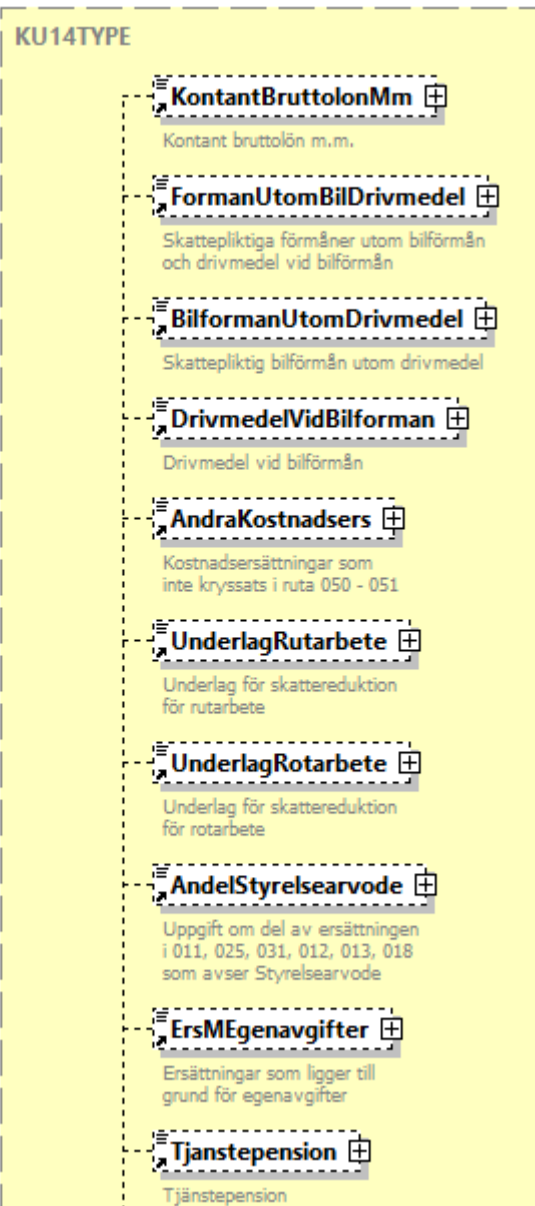 KU14TYPE
KontantBruttolonMm
Kontant bruttolön m.m.
FormanUtomBilDrivmedel
Skattepliktiga förmåner utom bilförmån
och drivmedel vid bilförmån
BilformanUtomDrivmedel
Skattepliktig bilförmån utom drivmedel
DrivmedelVidBilforman
Drivmedel vid bilförmån
AndraKostnadsers
Kostnadsersättningar som
inte kryssats i ruta 050 - 051
UnderlagRutarbete
Underlag för skattereduktion
för rutarbete
UnderlagRotarbete
Underlag för skattereduktion
för rotarbete
AndelStyrelsearvode
Uppgift om del av ersättningen
i 011, 025, 031, 012, 013, 018
som avser Styrelsearvode
ErsMEgenavgifter
Ersättningar som ligger till
grund för egenavgifter
Tjanstepension
Tjänstepension